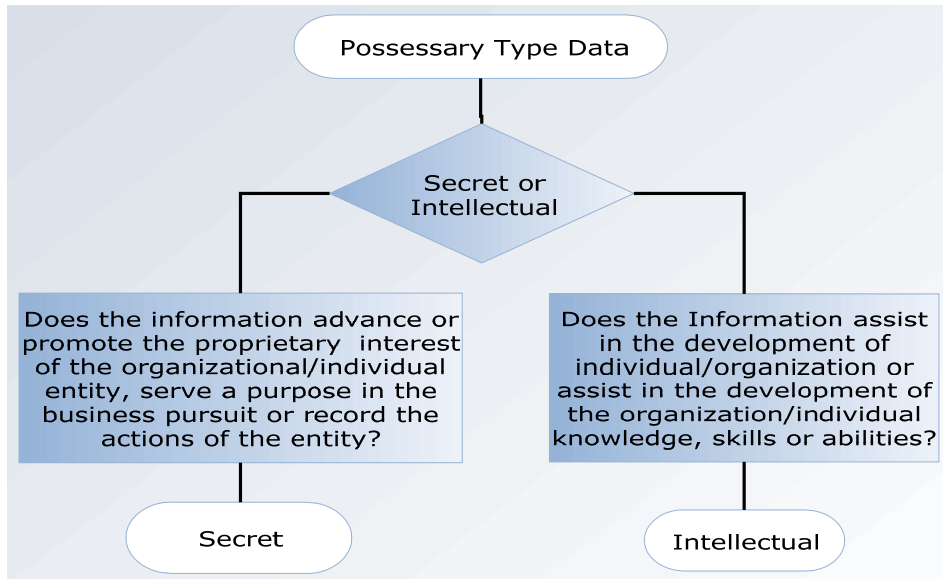 Possessary Type Data
Secret or
Intellectual
Does the information advance or
promote the proprietary interest
of the organizational/individual
entity, serve a purpose in the
business pursuit or record the
actions of the entity?
Does the Information assist
in the development of
individual/organization or
assist in the development of
the organization/individual
knowledge, skills or abilities?
Secret
Intellectual